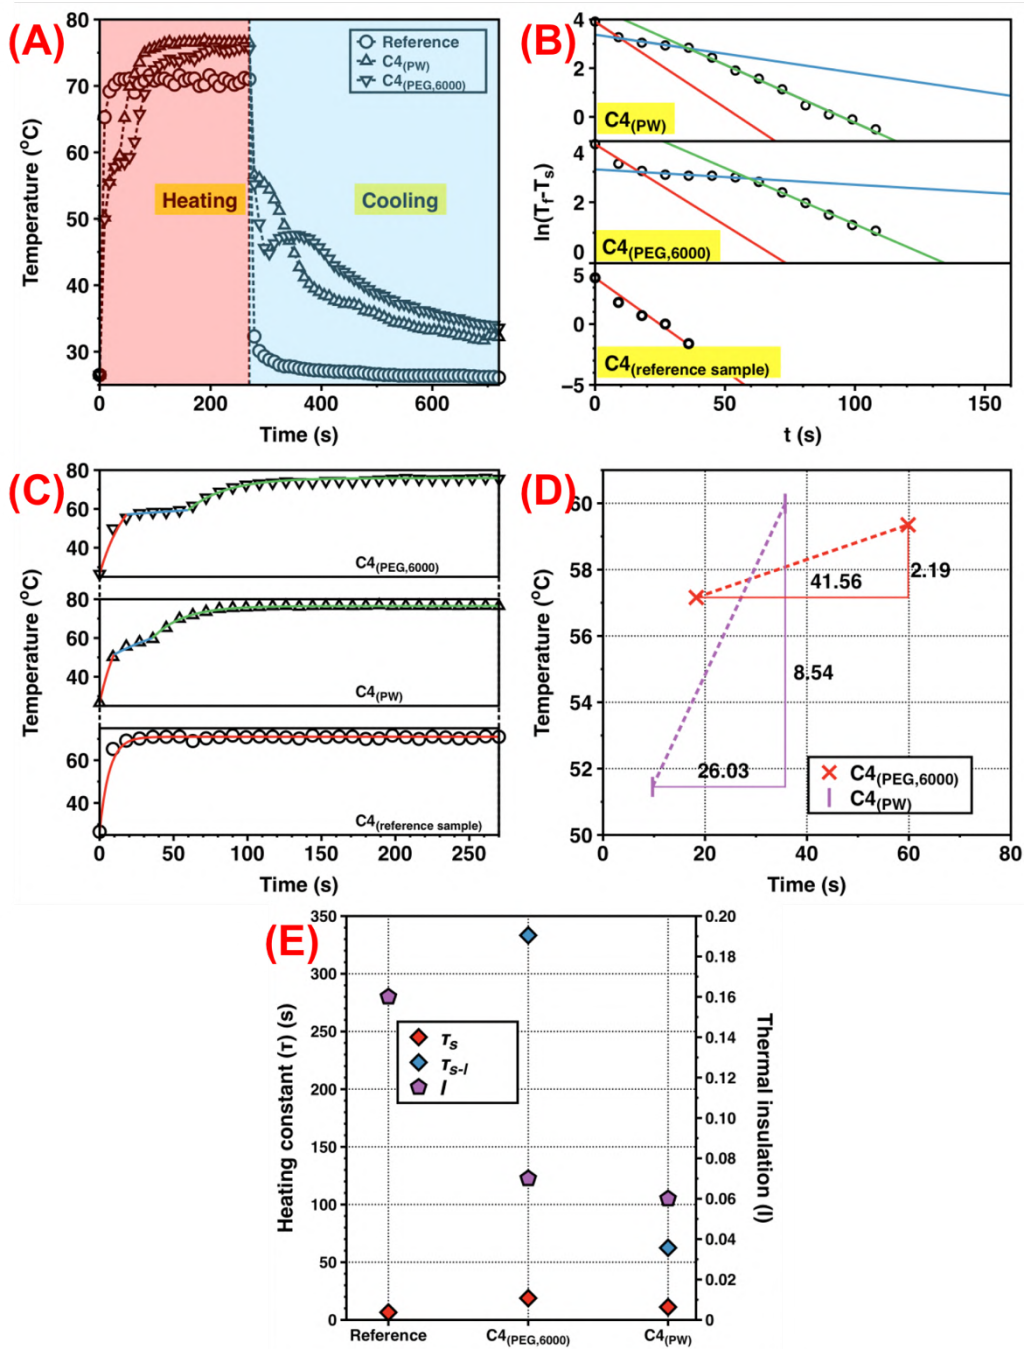 (A)
80
70
60
50
40
30
0
200
400
600
Temperature (°C)
Time (s)
Reference
C4(PW)
C4(PEG,6000)
Heating
Cooling
(B)
4
2
0
4
2
0
5
0
−5
0
50
100
150
ln(Tf-Ts)
t (s)
C4(PW)
C4(PEG,6000)
C4(reference sample)
(C)
80
60
40
80
60
40
60
40
0
50
100
150
200
250
Temperature (°C)
Temperature (°C)
Time (s)
C4(PEG,6000)
C4(PW)
C4(reference sample)
(D)
60
58
56
54
52
50
0
20
40
60
80
Temperature (°C)
Time (s)
41.56
2.19
8.54
26.03
C4(PEG,6000)
C4(PW)
(E)
350
300
250
200
150
100
50
0
Heating constant (τ) (s)
0.20
0.18
0.16
0.14
0.12
0.10
0.08
0.06
0.04
0.02
0
Thermal insulation (I)
τs
τs-l
I
Reference
C4(PEG,6000)
C4(PW)